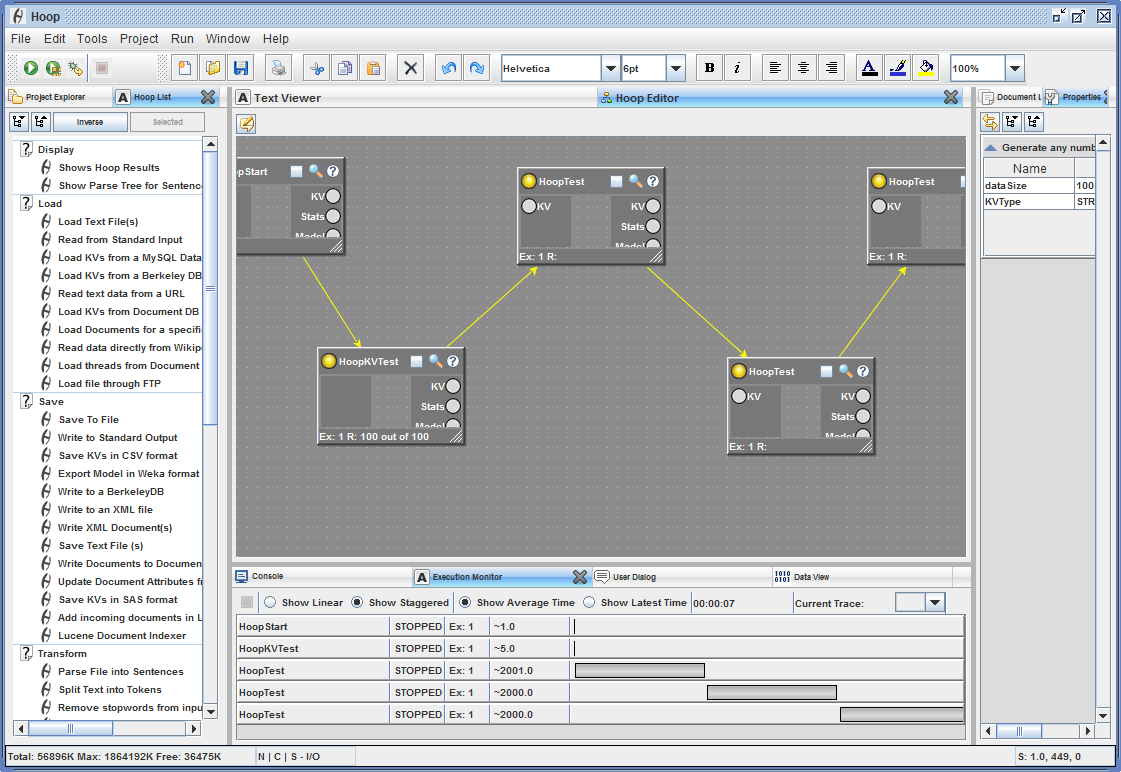 Hoop
File Edit Tools Project Run Window Help
Helvetica 6pt B i A 100%
Project Explorer A Hoop List
Inverse Selected
Display
Shows Hoop Results
Show Parse Tree for Sentenc
Load
Load Text File(s)
Read from Standard Input
Load KVs from a MySQL Data
Load KVs from a Berkeley DB
Read text data from a URL
Load KVs from Document DB
Load Documents for a specifi
Read data directly from Wikip
Load threads from Document
Load file through FTP
Save
Save To File
Write to Standard Output
Save KVs in CSV format
Export Model in Weka format
Write to a BerkeleyDB
Write to an XML file
Write XML Document(s)
Save Text File (s)
Write Documents to Documen
Update Document Attributes f
Save KVs in SAS format
Add incoming documents in L
Lucene Document Indexer
Transform
Parse File into Sentences
Split Text into Tokens
Remove stopwords from inpu
A Text Viewer Hoop Editor
pStart ?
KV
Stats
Model
HoopTest ?
KV KV
Stats
Model
Ex: 1 R:
HoopTest
KV
Ex: 1 R:
HoopKVTest ?
KV
Stats
Model
Ex: 1 R: 100 out of 100
HoopTest ?
KV KV
Stats
Model
Ex: 1 R:
Document L Properties
Generate any numb
Name
dataSize 100
KVType STR
Console A Execution Monitor User Dialog Data View
Show Linear Show Staggered Show Average Time Show Latest Time 00:00:07 Current Trace:
HoopStart STOPPED Ex: 1 ~1.0
HoopKVTest STOPPED Ex: 1 ~5.0
HoopTest STOPPED Ex: 1 ~2001.0
HoopTest STOPPED Ex: 1 ~2000.0
HoopTest STOPPED Ex: 1 ~2000.0
Total: 56896K Max: 1864192K Free: 36475K N | C | S - I/O S: 1.0, 449, 0